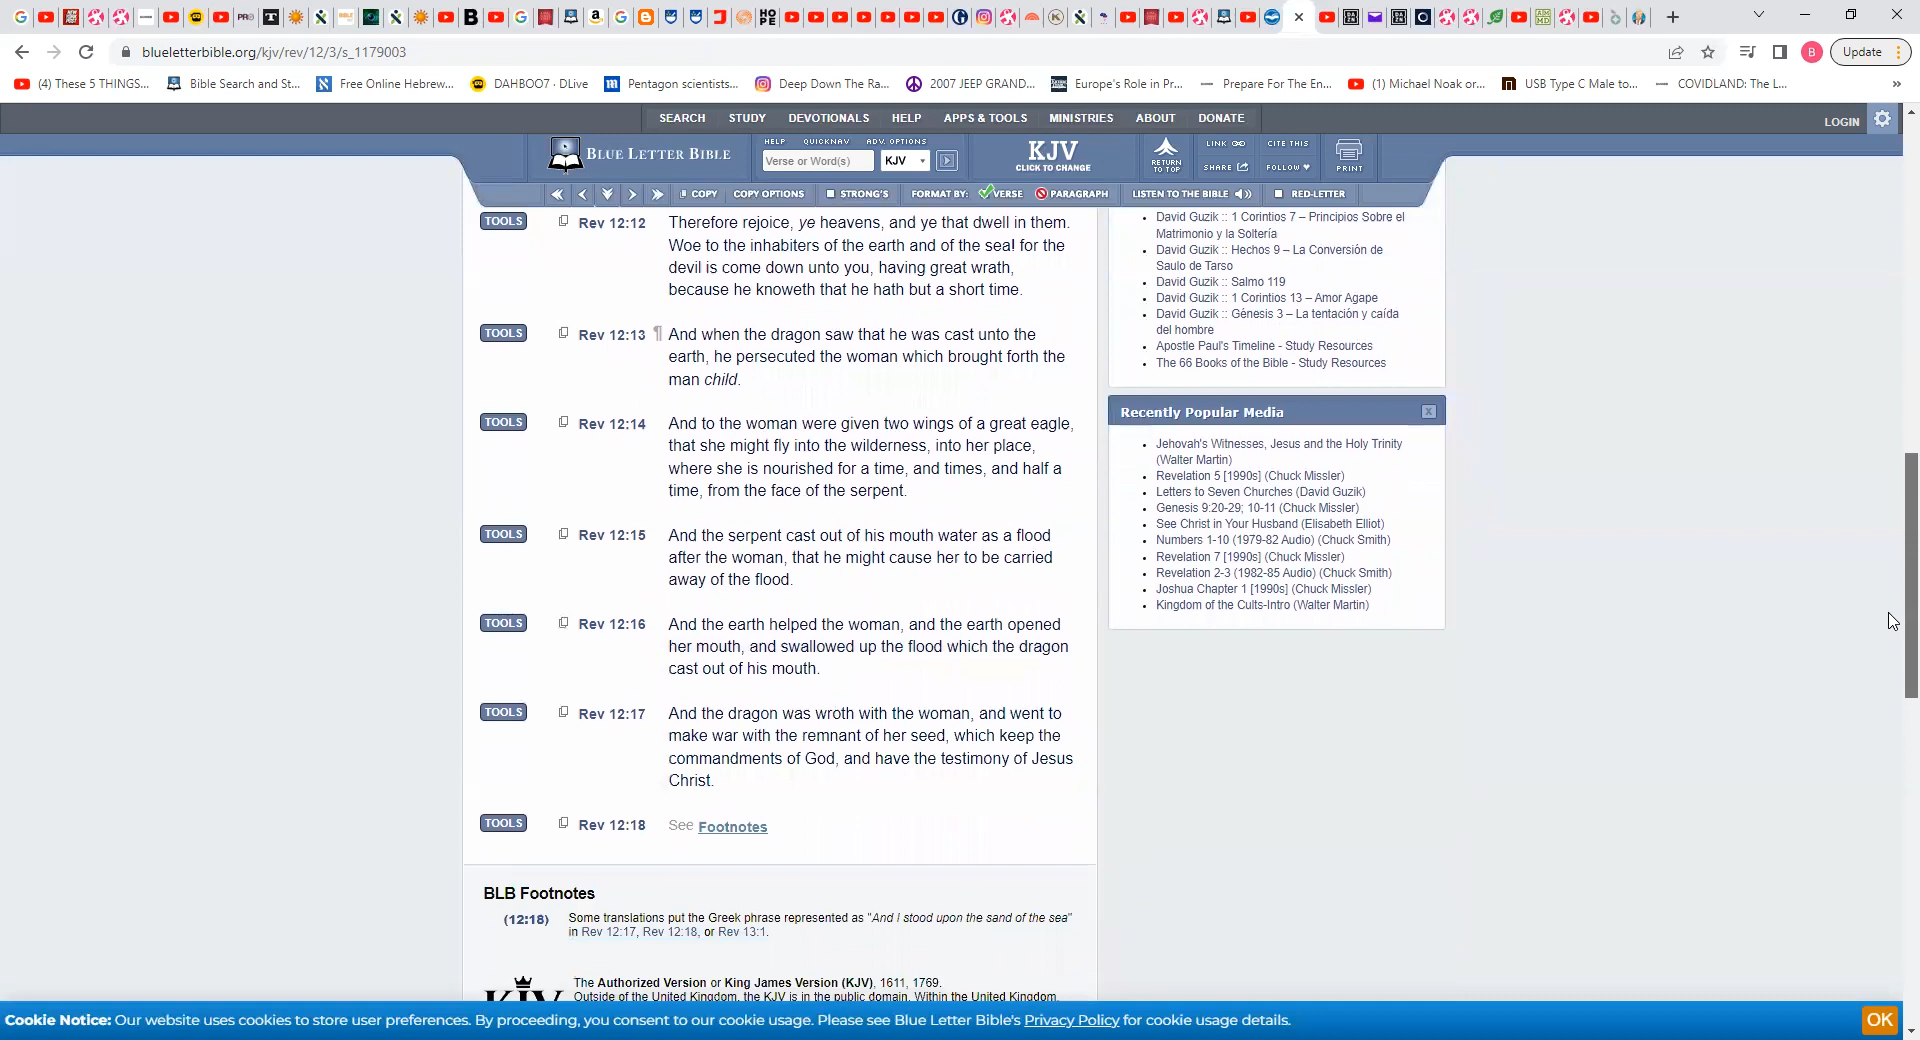 blueletterbible.org/kjv/rev/12/3/s_1179003
B
Update
(4) These 5 THINGS...
Bible Search and St...
Free Online Hebrew...
DAHBOO7 · DLive
Pentagon scientists...
Deep Down The Ra...
2007 JEEP GRAND...
Europe's Role in Pr...
Prepare For The En...
(1) Michael Noak or...
USB Type C Male to...
COVIDLAND: The L...
»
SEARCH STUDY DEVOTIONALS HELP APPS & TOOLS MINISTRIES ABOUT DONATE
LOGIN
BLUE LETTER BIBLE
HELP QUICKNAV ADV. OPTIONS
Verse or Word(s) KJV
KJV
CLICK TO CHANGE
RETURN
TO TOP
LINK
CITE THIS
SHARE
FOLLOW
PRINT
COPY COPY OPTIONS STRONG'S FORMAT BY: VERSE PARAGRAPH LISTEN TO THE BIBLE RED-LETTER
TOOLS Rev 12:12 Therefore rejoice, ye heavens, and ye that dwell in them.
Woe to the inhabiters of the earth and of the sea! for the
devil is come down unto you, having great wrath,
because he knoweth that he hath but a short time.
TOOLS Rev 12:13 ¶ And when the dragon saw that he was cast unto the
earth, he persecuted the woman which brought forth the
man child.
TOOLS Rev 12:14 And to the woman were given two wings of a great eagle,
that she might fly into the wilderness, into her place,
where she is nourished for a time, and times, and half a
time, from the face of the serpent.
TOOLS Rev 12:15 And the serpent cast out of his mouth water as a flood
after the woman, that he might cause her to be carried
away of the flood.
TOOLS Rev 12:16 And the earth helped the woman, and the earth opened
her mouth, and swallowed up the flood which the dragon
cast out of his mouth.
TOOLS Rev 12:17 And the dragon was wroth with the woman, and went to
make war with the remnant of her seed, which keep the
commandments of God, and have the testimony of Jesus
Christ.
TOOLS Rev 12:18 See Footnotes
BLB Footnotes
(12:18) Some translations put the Greek phrase represented as "And I stood upon the sand of the sea"
in Rev 12:17, Rev 12:18, or Rev 13:1.
KJV
The Authorized Version or King James Version (KJV), 1611, 1769.
Outside of the United Kingdom, the KJV is in the public domain. Within the United Kingdom,
David Guzik :: 1 Corintios 7 – Principios Sobre el
Matrimonio y la Soltería
David Guzik :: Hechos 9 – La Conversión de
Saulo de Tarso
David Guzik :: Salmo 119
David Guzik :: 1 Corintios 13 – Amor Agape
David Guzik :: Génesis 3 – La tentación y caída
del hombre
Apostle Paul's Timeline - Study Resources
The 66 Books of the Bible - Study Resources
Recently Popular Media X
Jehovah's Witnesses, Jesus and the Holy Trinity
(Walter Martin)
Revelation 5 [1990s] (Chuck Missler)
Letters to Seven Churches (David Guzik)
Genesis 9:20-29; 10-11 (Chuck Missler)
See Christ in Your Husband (Elisabeth Elliot)
Numbers 1-10 (1979-82 Audio) (Chuck Smith)
Revelation 7 [1990s] (Chuck Missler)
Revelation 2-3 (1982-85 Audio) (Chuck Smith)
Joshua Chapter 1 [1990s] (Chuck Missler)
Kingdom of the Cults-Intro (Walter Martin)
Cookie Notice: Our website uses cookies to store user preferences. By proceeding, you consent to our cookie usage. Please see Blue Letter Bible's Privacy Policy for cookie usage details.
OK